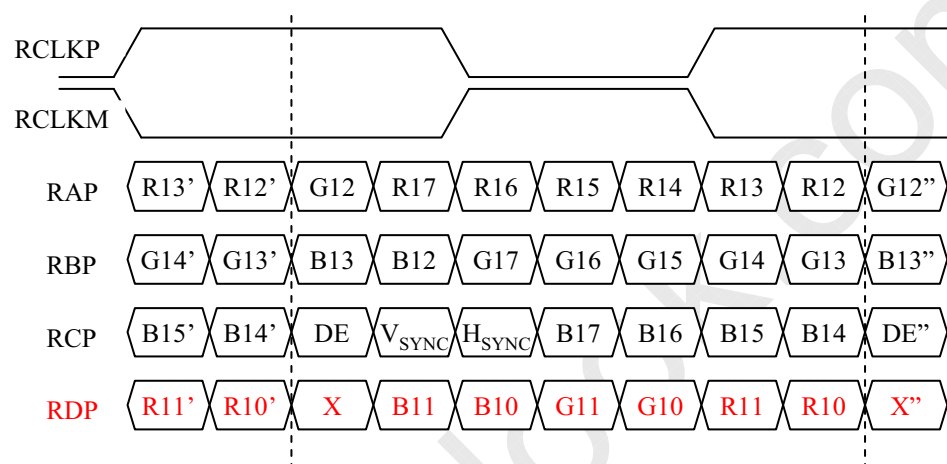 RCLKP
RCLKM
RAP R13’ R12’ G12 R17 R16 R15 R14 R13 R12 G12”
RBP G14’ G13’ B13 B12 G17 G16 G15 G14 G13 B13”
RCP B15’ B14’ DE VSYNC HSYNC B17 B16 B15 B14 DE”
RDP R11’ R10’ X B11 B10 G11 G10 R11 R10 X”